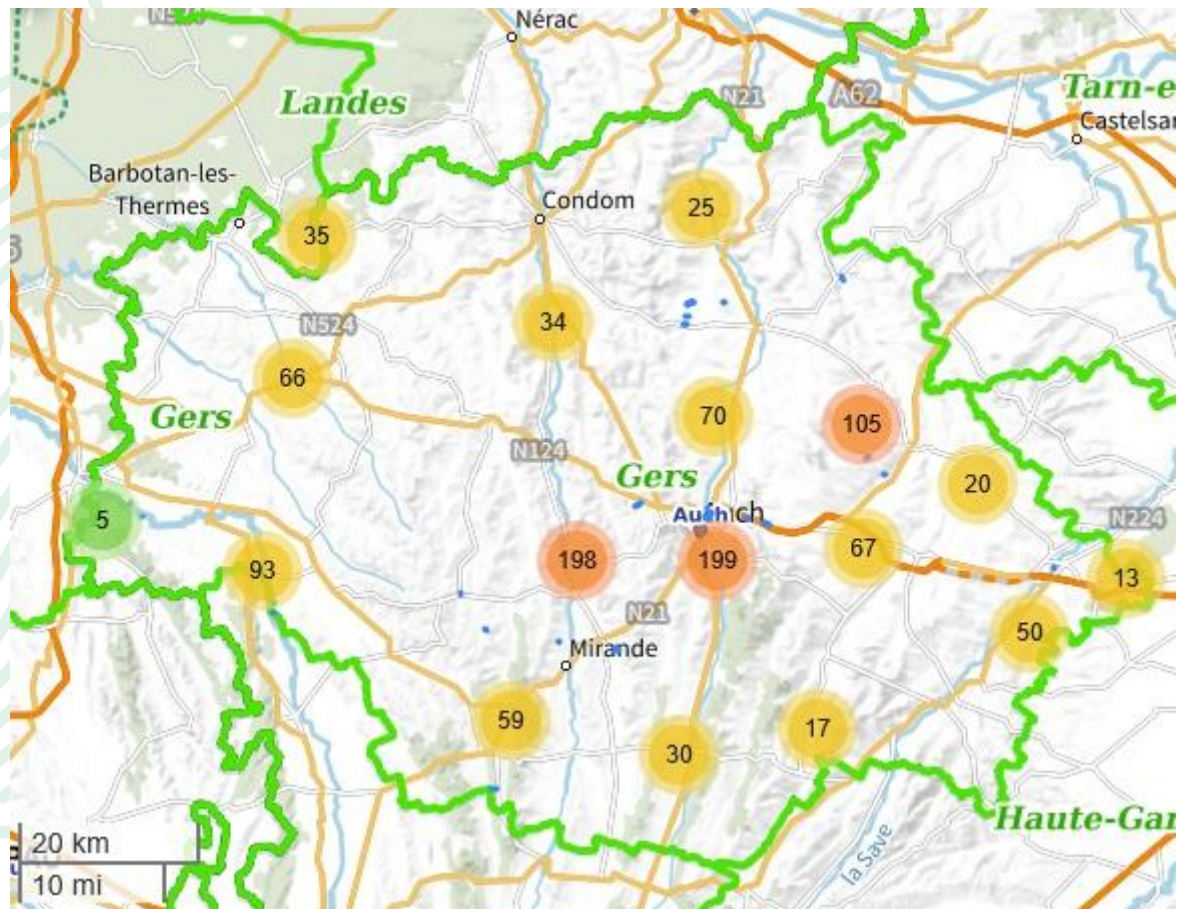 Nérac
Landes
N21
A62
Tarn-e
Castelsar
Barbotan-les-
Thermes
Condom
25
35
34
N524
66
Gers
70
105
N124
Gers
20
5
Auch
N224
198
199
67
13
93
N21
50
Mirande
59
17
30
Haute-Gar
20 km
10 mi
la Save